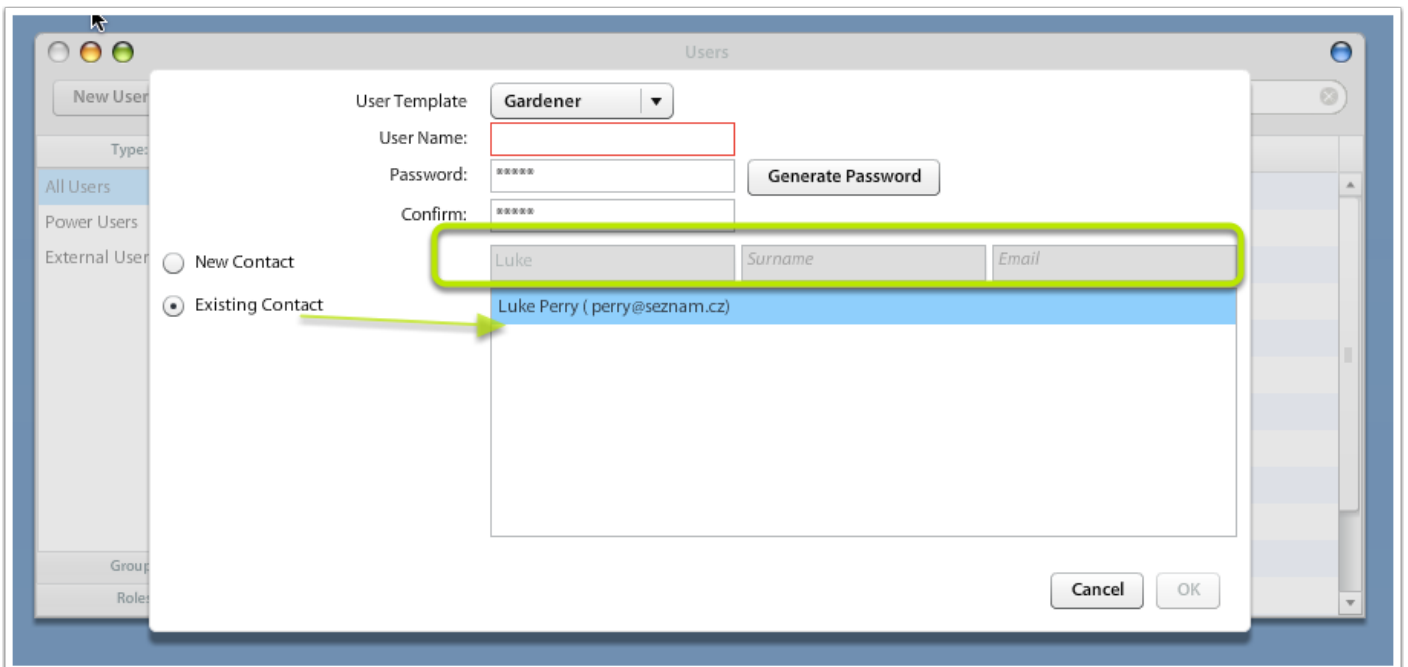 Users
New User
User Template Gardener
User Name:
Type:
Password: ***** Generate Password
All Users
Confirm: *****
Power Users
External User
New Contact Luke Surname Email
Existing Contact Luke Perry ( perry@seznam.cz)
Group
Roles
Cancel OK